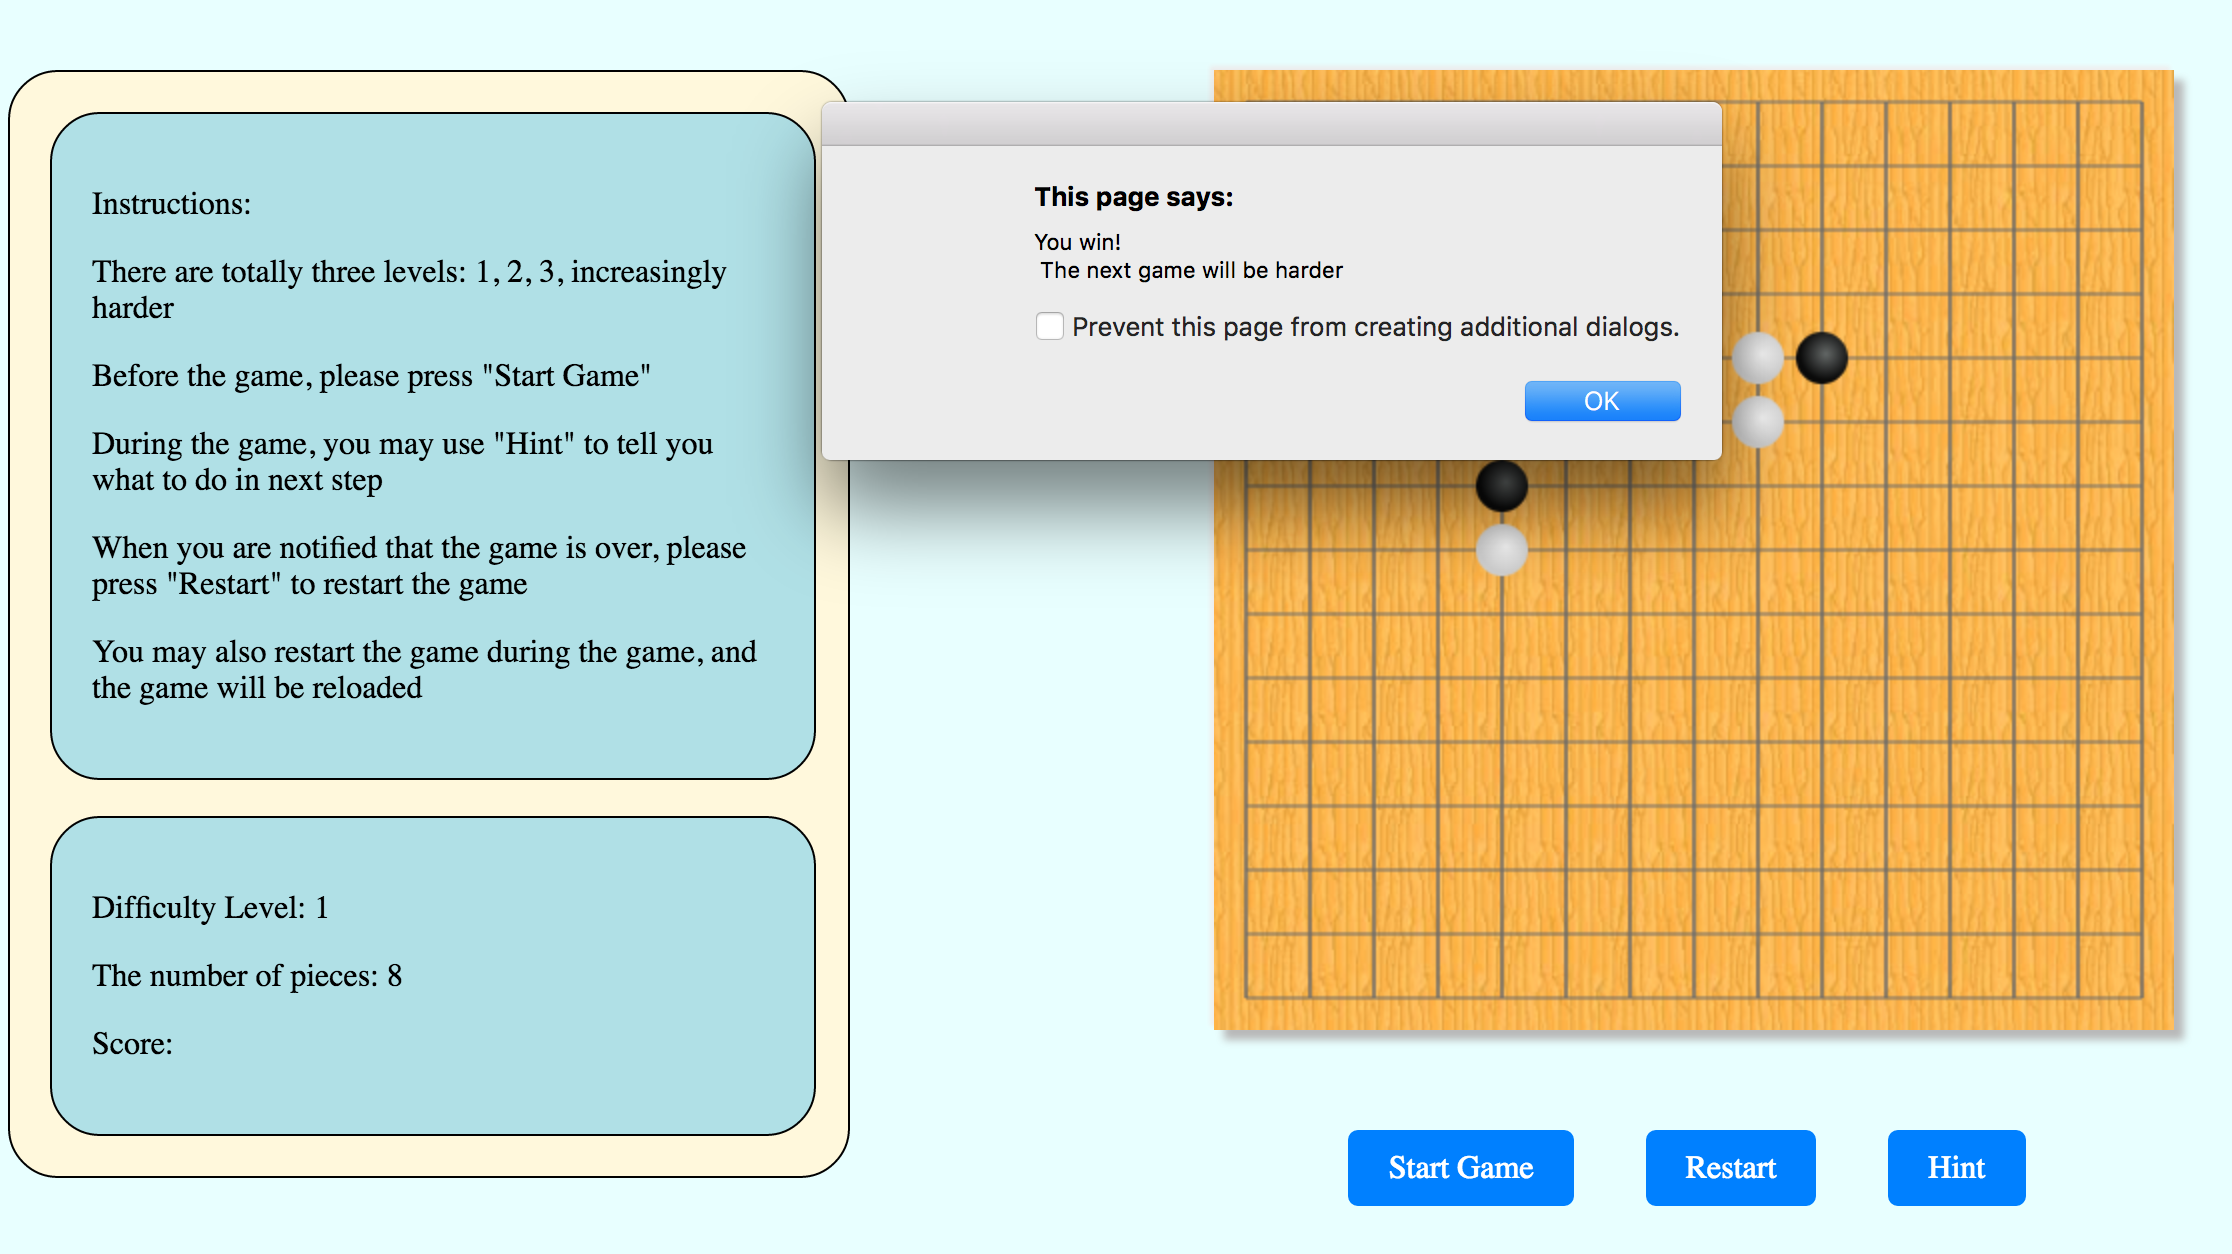 Instructions:
There are totally three levels: 1, 2, 3, increasingly
harder
Before the game, please press "Start Game"
During the game, you may use "Hint" to tell you
what to do in next step
When you are notified that the game is over, please
press "Restart" to restart the game
You may also restart the game during the game, and
the game will be reloaded
Difficulty Level: 1
The number of pieces: 8
Score:
This page says:
You win!
The next game will be harder
Prevent this page from creating additional dialogs.
OK
Start Game
Restart
Hint